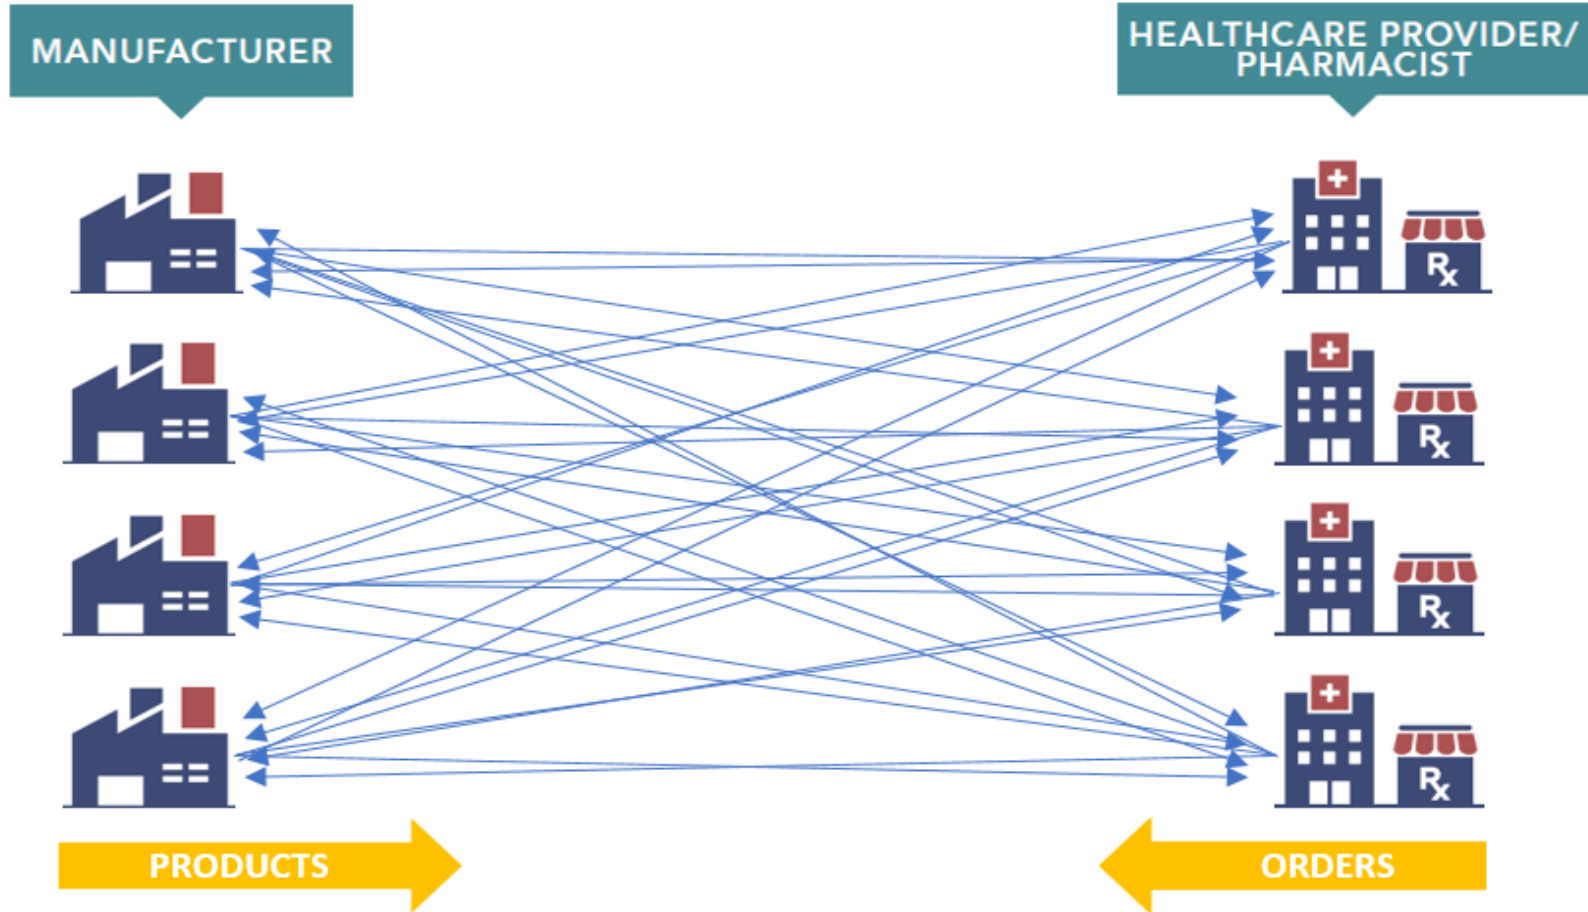 MANUFACTURER
HEALTHCARE PROVIDER/
PHARMACIST
Rx
Rx
Rx
Rx
PRODUCTS
ORDERS